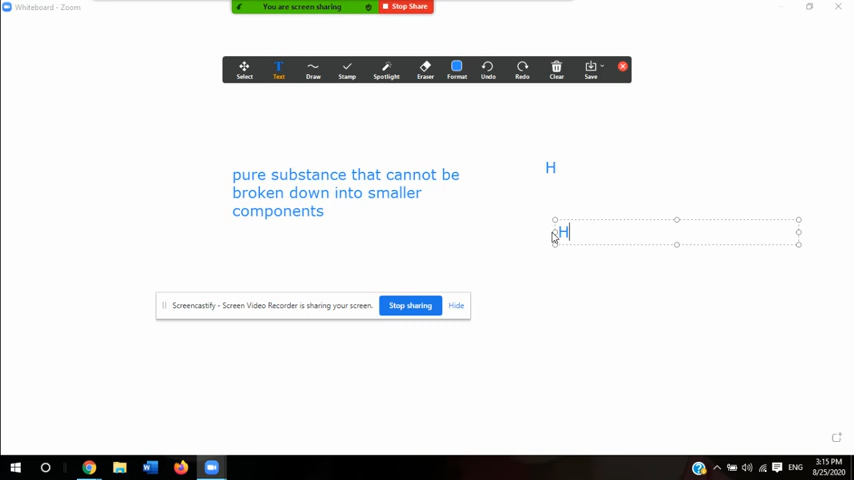 Whiteboard - Zoom
You are screen sharing
Stop Share
Select
Text
Draw
Stamp
Spotlight
Eraser
Format
Undo
Redo
Clear
Save
pure substance that cannot be
broken down into smaller
components
H
H
Screencastify - Screen Video Recorder is sharing your screen.
Stop sharing
Hide
ENG
3:15 PM
8/25/2020